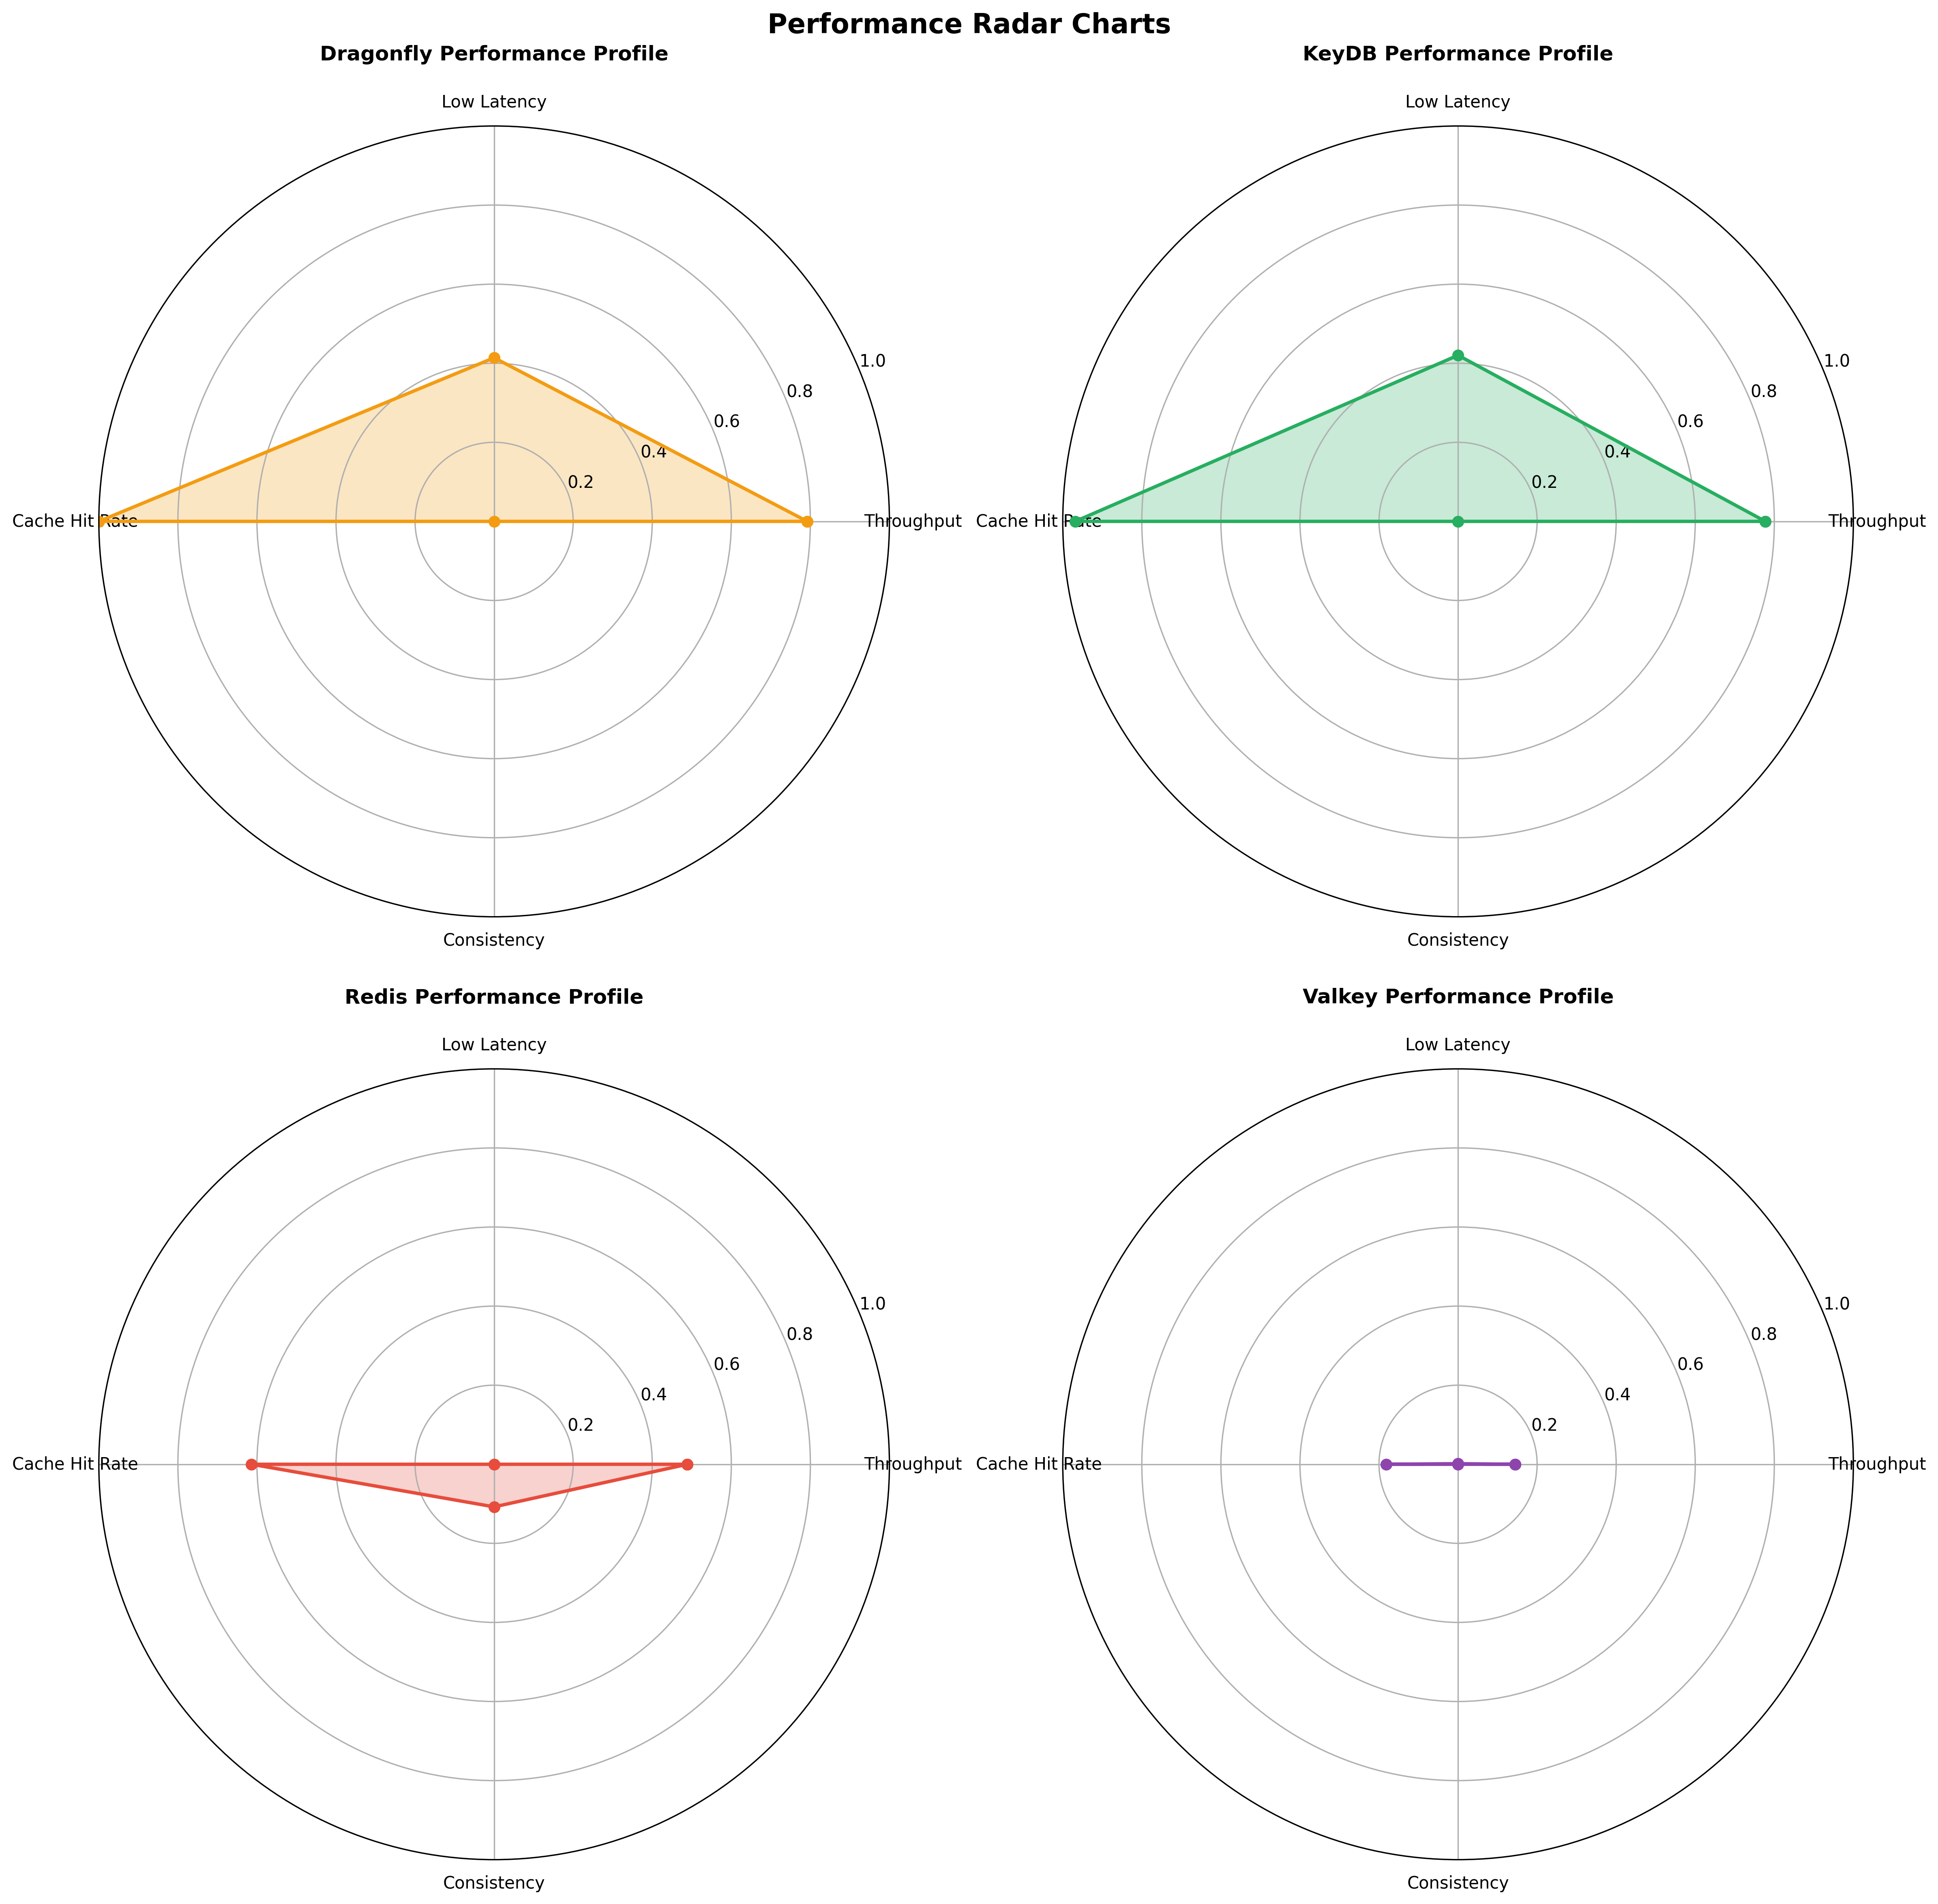 Performance Radar Charts
Dragonfly Performance Profile
Low Latency
1.0
0.8
0.6
0.4
0.2
Cache Hit Rate
Throughput
Consistency
KeyDB Performance Profile
Low Latency
1.0
0.8
0.6
0.4
0.2
Cache Hit Rate
Throughput
Consistency
Redis Performance Profile
Low Latency
1.0
0.8
0.6
0.4
0.2
Cache Hit Rate
Throughput
Consistency
Valkey Performance Profile
Low Latency
1.0
0.8
0.6
0.4
0.2
Cache Hit Rate
Throughput
Consistency